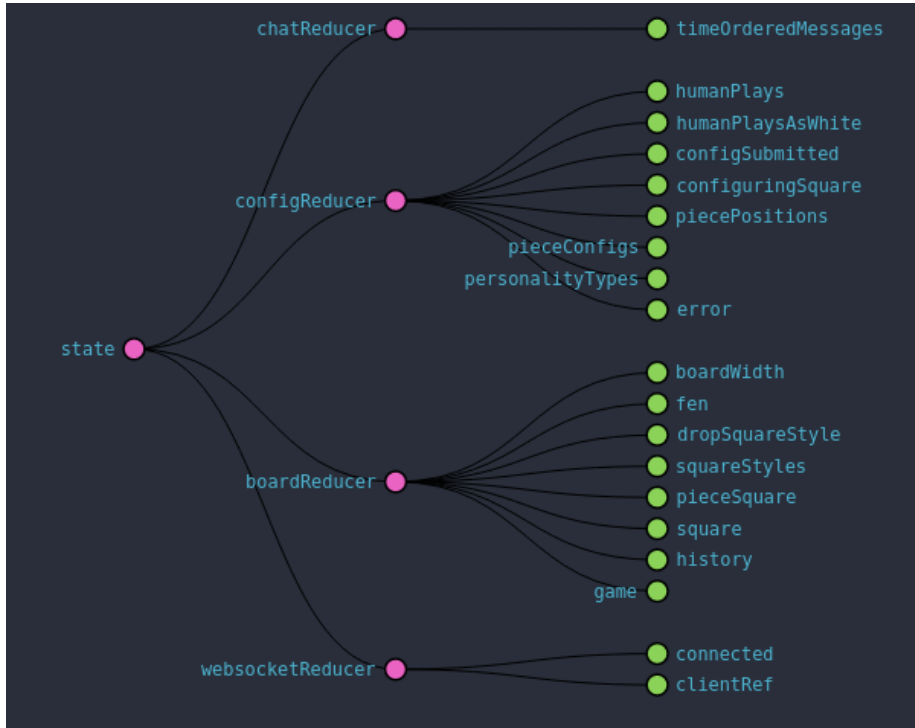 chatReducer
timeOrderedMessages
humanPlays
humanPlaysAsWhite
configSubmitted
configuringSquare
configReducer
piecePositions
pieceConfigs
personalityTypes
error
state
boardWidth
fen
dropSquareStyle
squareStyles
boardReducer
pieceSquare
square
history
game
connected
websocketReducer
clientRef